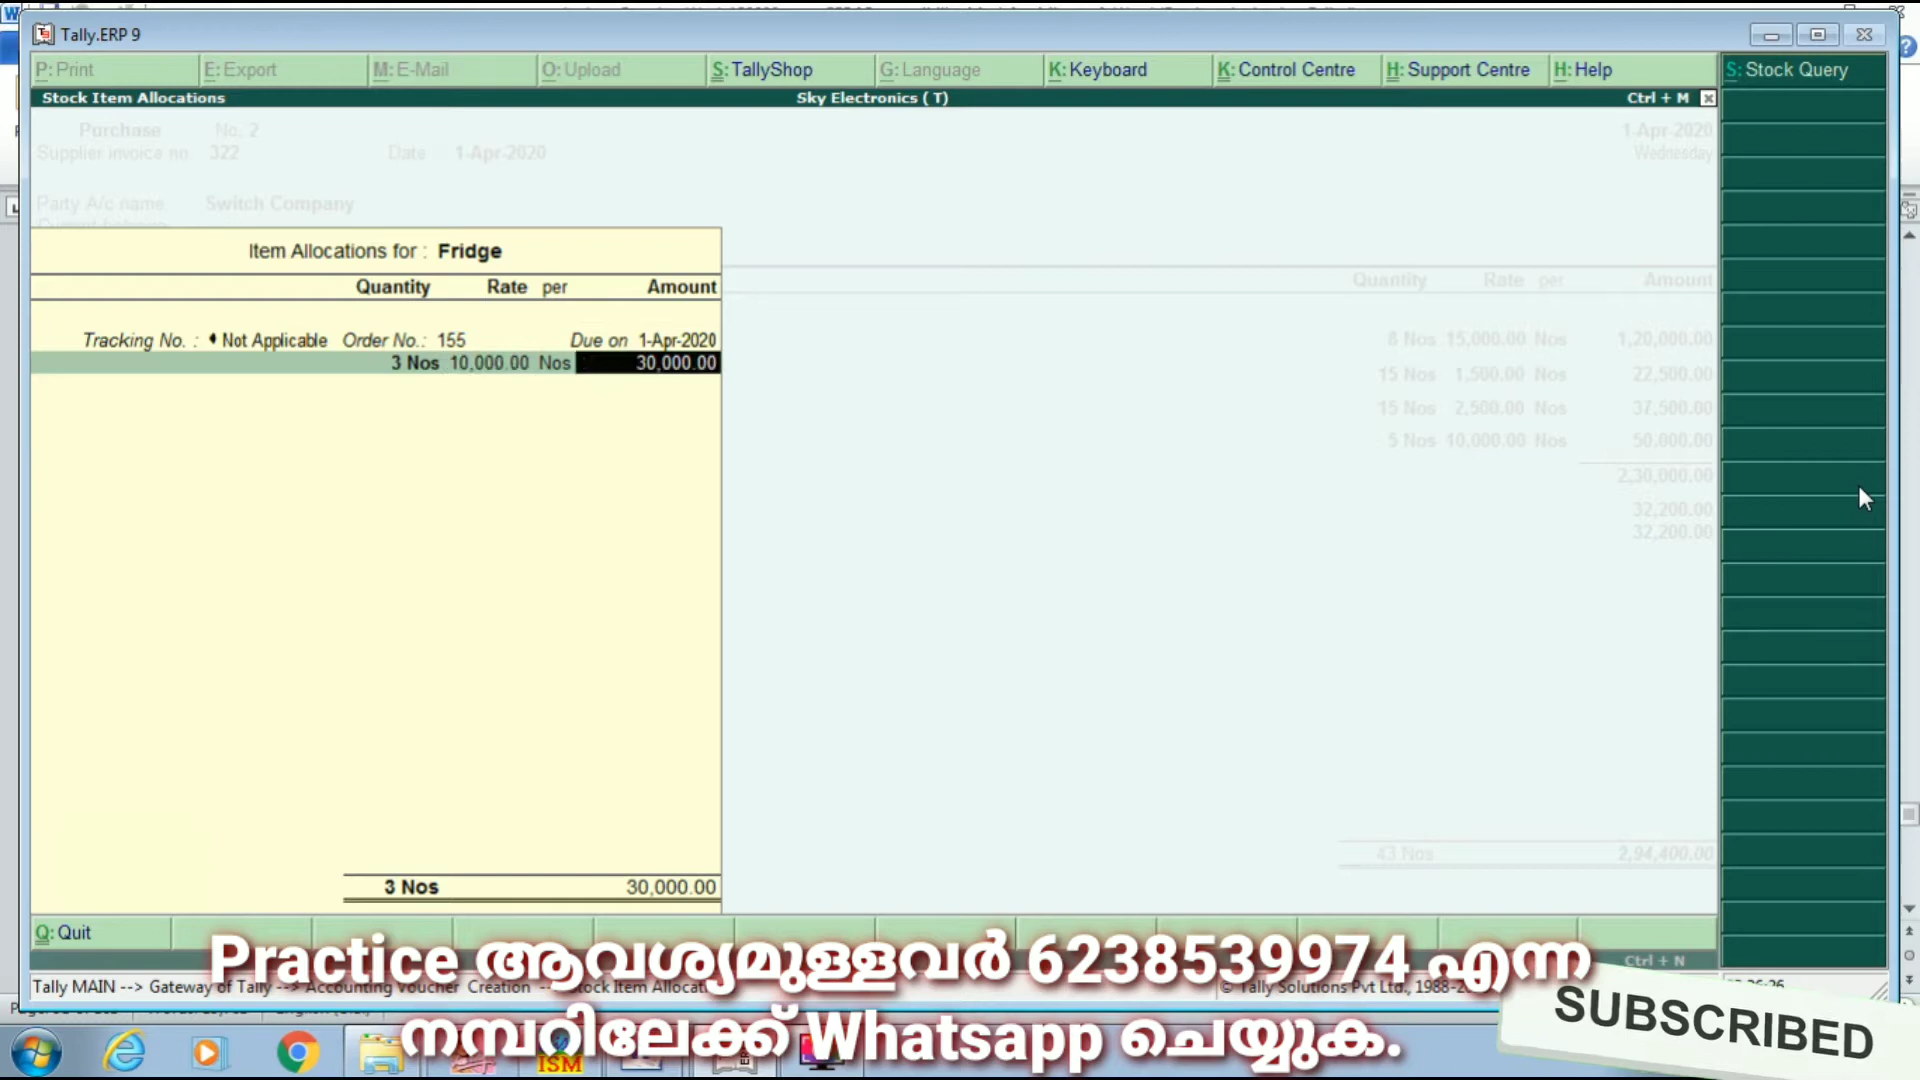 Tally.ERP 9
P: Print E: Export M: E-Mail O: Upload S: TallyShop G: Language K: Keyboard K: Control Centre H: Support Centre H: Help S: Stock Query
Stock Item Allocations Sky Electronics ( T) Ctrl + M
Purchase No. 2 1-Apr-2020
Supplier invoice no 322 Date 1-Apr-2020 Wednesday
Party A/c name Switch Company
Item Allocations for : Fridge
Quantity Rate per Amount
Quantity Rate per Amount
Tracking No. : ♦ Not Applicable Order No.: 155 Due on 1-Apr-2020
3 Nos 10,000.00 Nos 30,000.00
8 Nos 15,000.00 Nos 1,20,000.00
15 Nos 1,500.00 Nos 22,500.00
15 Nos 2,500.00 Nos 37,500.00
5 Nos 10,000.00 Nos 50,000.00
2,30,000.00
32,200.00
32,200.00
43 Nos 2,94,400.00
3 Nos 30,000.00
Q: Quit
Practice ആവശ്യമുള്ളവർ 6238539974 എന്ന
Ctrl + N
Tally MAIN --> Gateway of Tally --> Accounting Voucher Creation Stock Item Allocat
© Tally Solutions Pvt Ltd., 1988-2
നമ്പറിലേക്ക് Whatsapp ചെയ്യുക.
SUBSCRIBED
ISM